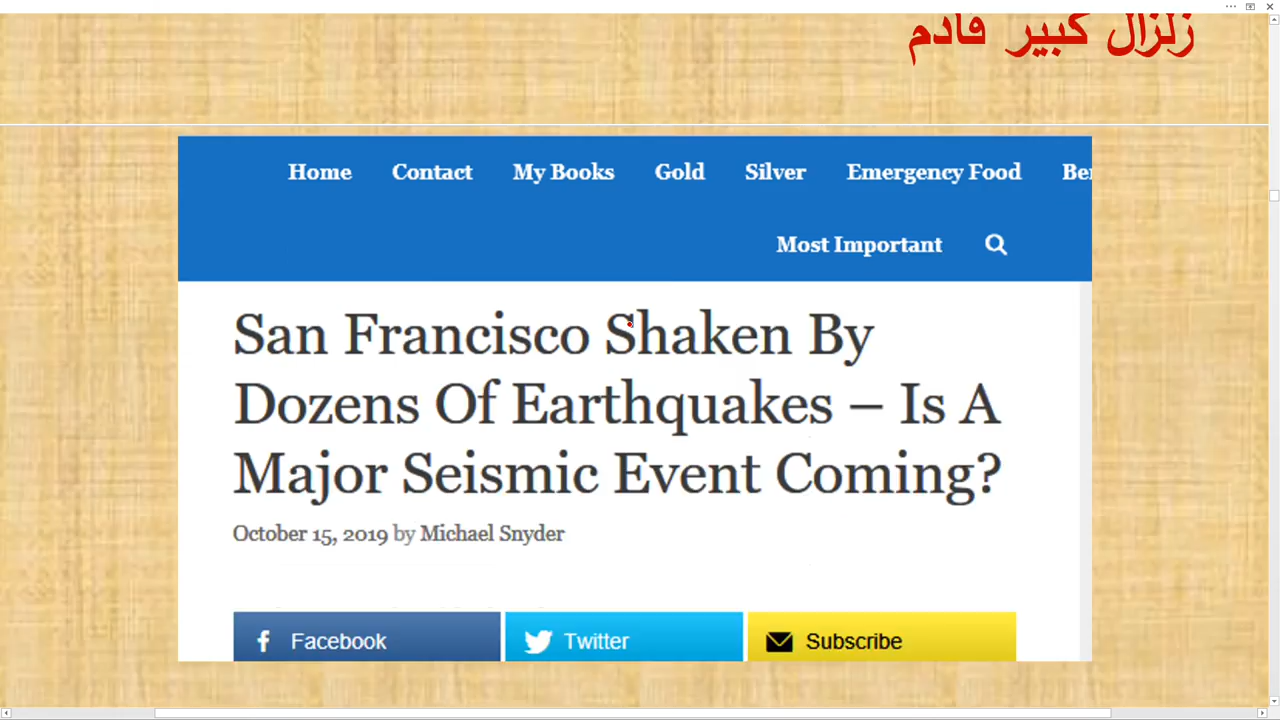 زلزال كبير قادم
Home Contact My Books Gold Silver Emergency Food
Most Important
San Francisco Shaken By
Dozens Of Earthquakes – Is A
Major Seismic Event Coming?
October 15, 2019 by Michael Snyder
Facebook Twitter Subscribe